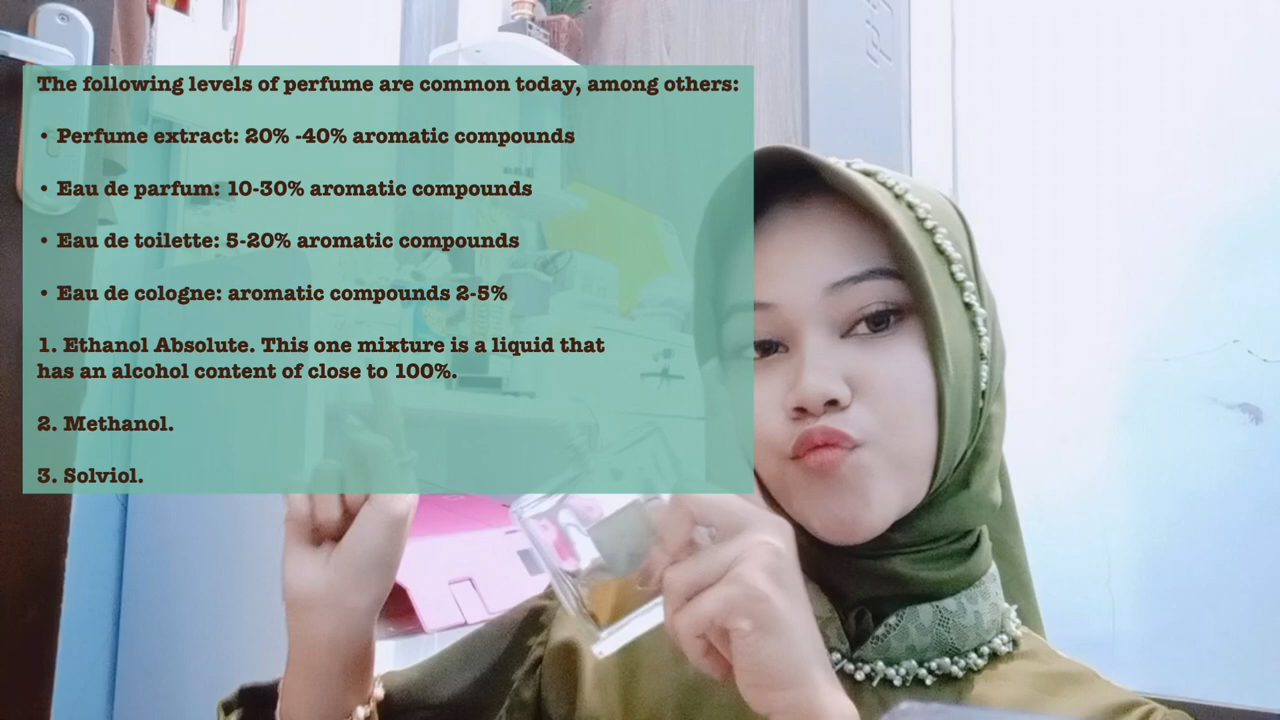 The following levels of perfume are common today, among others:
• Perfume extract: 20% -40% aromatic compounds
• Eau de parfum: 10-30% aromatic compounds
• Eau de toilette: 5-20% aromatic compounds
• Eau de cologne: aromatic compounds 2-5%
1. Ethanol Absolute. This one mixture is a liquid that
has an alcohol content of close to 100%.
2. Methanol.
3. Solviol.